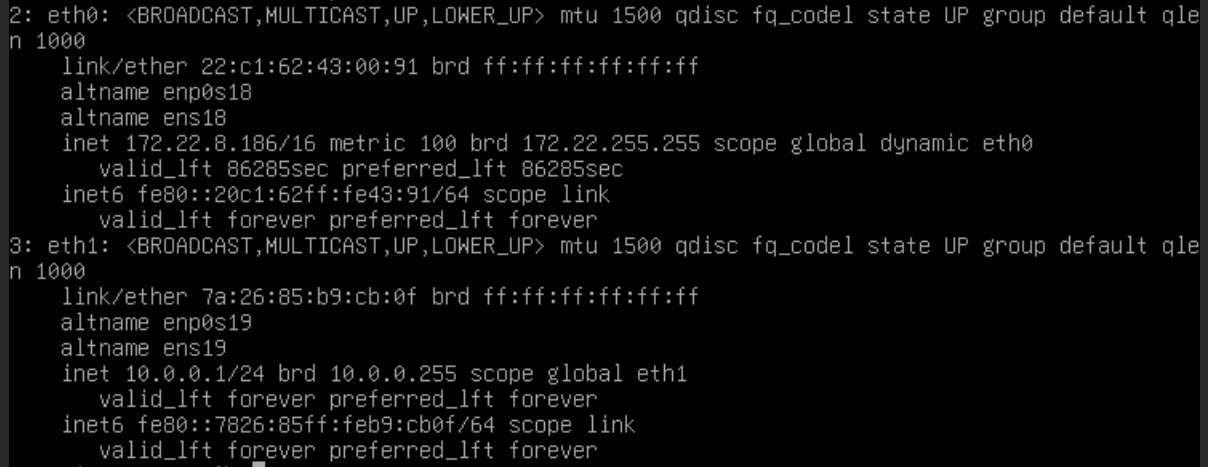 2: eth0: <BROADCAST,MULTICAST,UP,LOWER_UP> mtu 1500 qdisc fq_codel state UP group default qle
n 1000
    link/ether 22:c1:62:43:00:91 brd ff:ff:ff:ff:ff:ff
    altname enp0s18
    altname ens18
    inet 172.22.8.186/16 metric 100 brd 172.22.255.255 scope global dynamic eth0
       valid_lft 86285sec preferred_lft 86285sec
    inet6 fe80::20c1:62ff:fe43:91/64 scope link
       valid_lft forever preferred_lft forever
3: eth1: <BROADCAST,MULTICAST,UP,LOWER_UP> mtu 1500 qdisc fq_codel state UP group default qle
n 1000
    link/ether 7a:26:85:b9:cb:0f brd ff:ff:ff:ff:ff:ff
    altname enp0s19
    altname ens19
    inet 10.0.0.1/24 brd 10.0.0.255 scope global eth1
       valid_lft forever preferred_lft forever
    inet6 fe80::7826:85ff:feb9:cb0f/64 scope link
       valid_lft forever preferred_lft forever